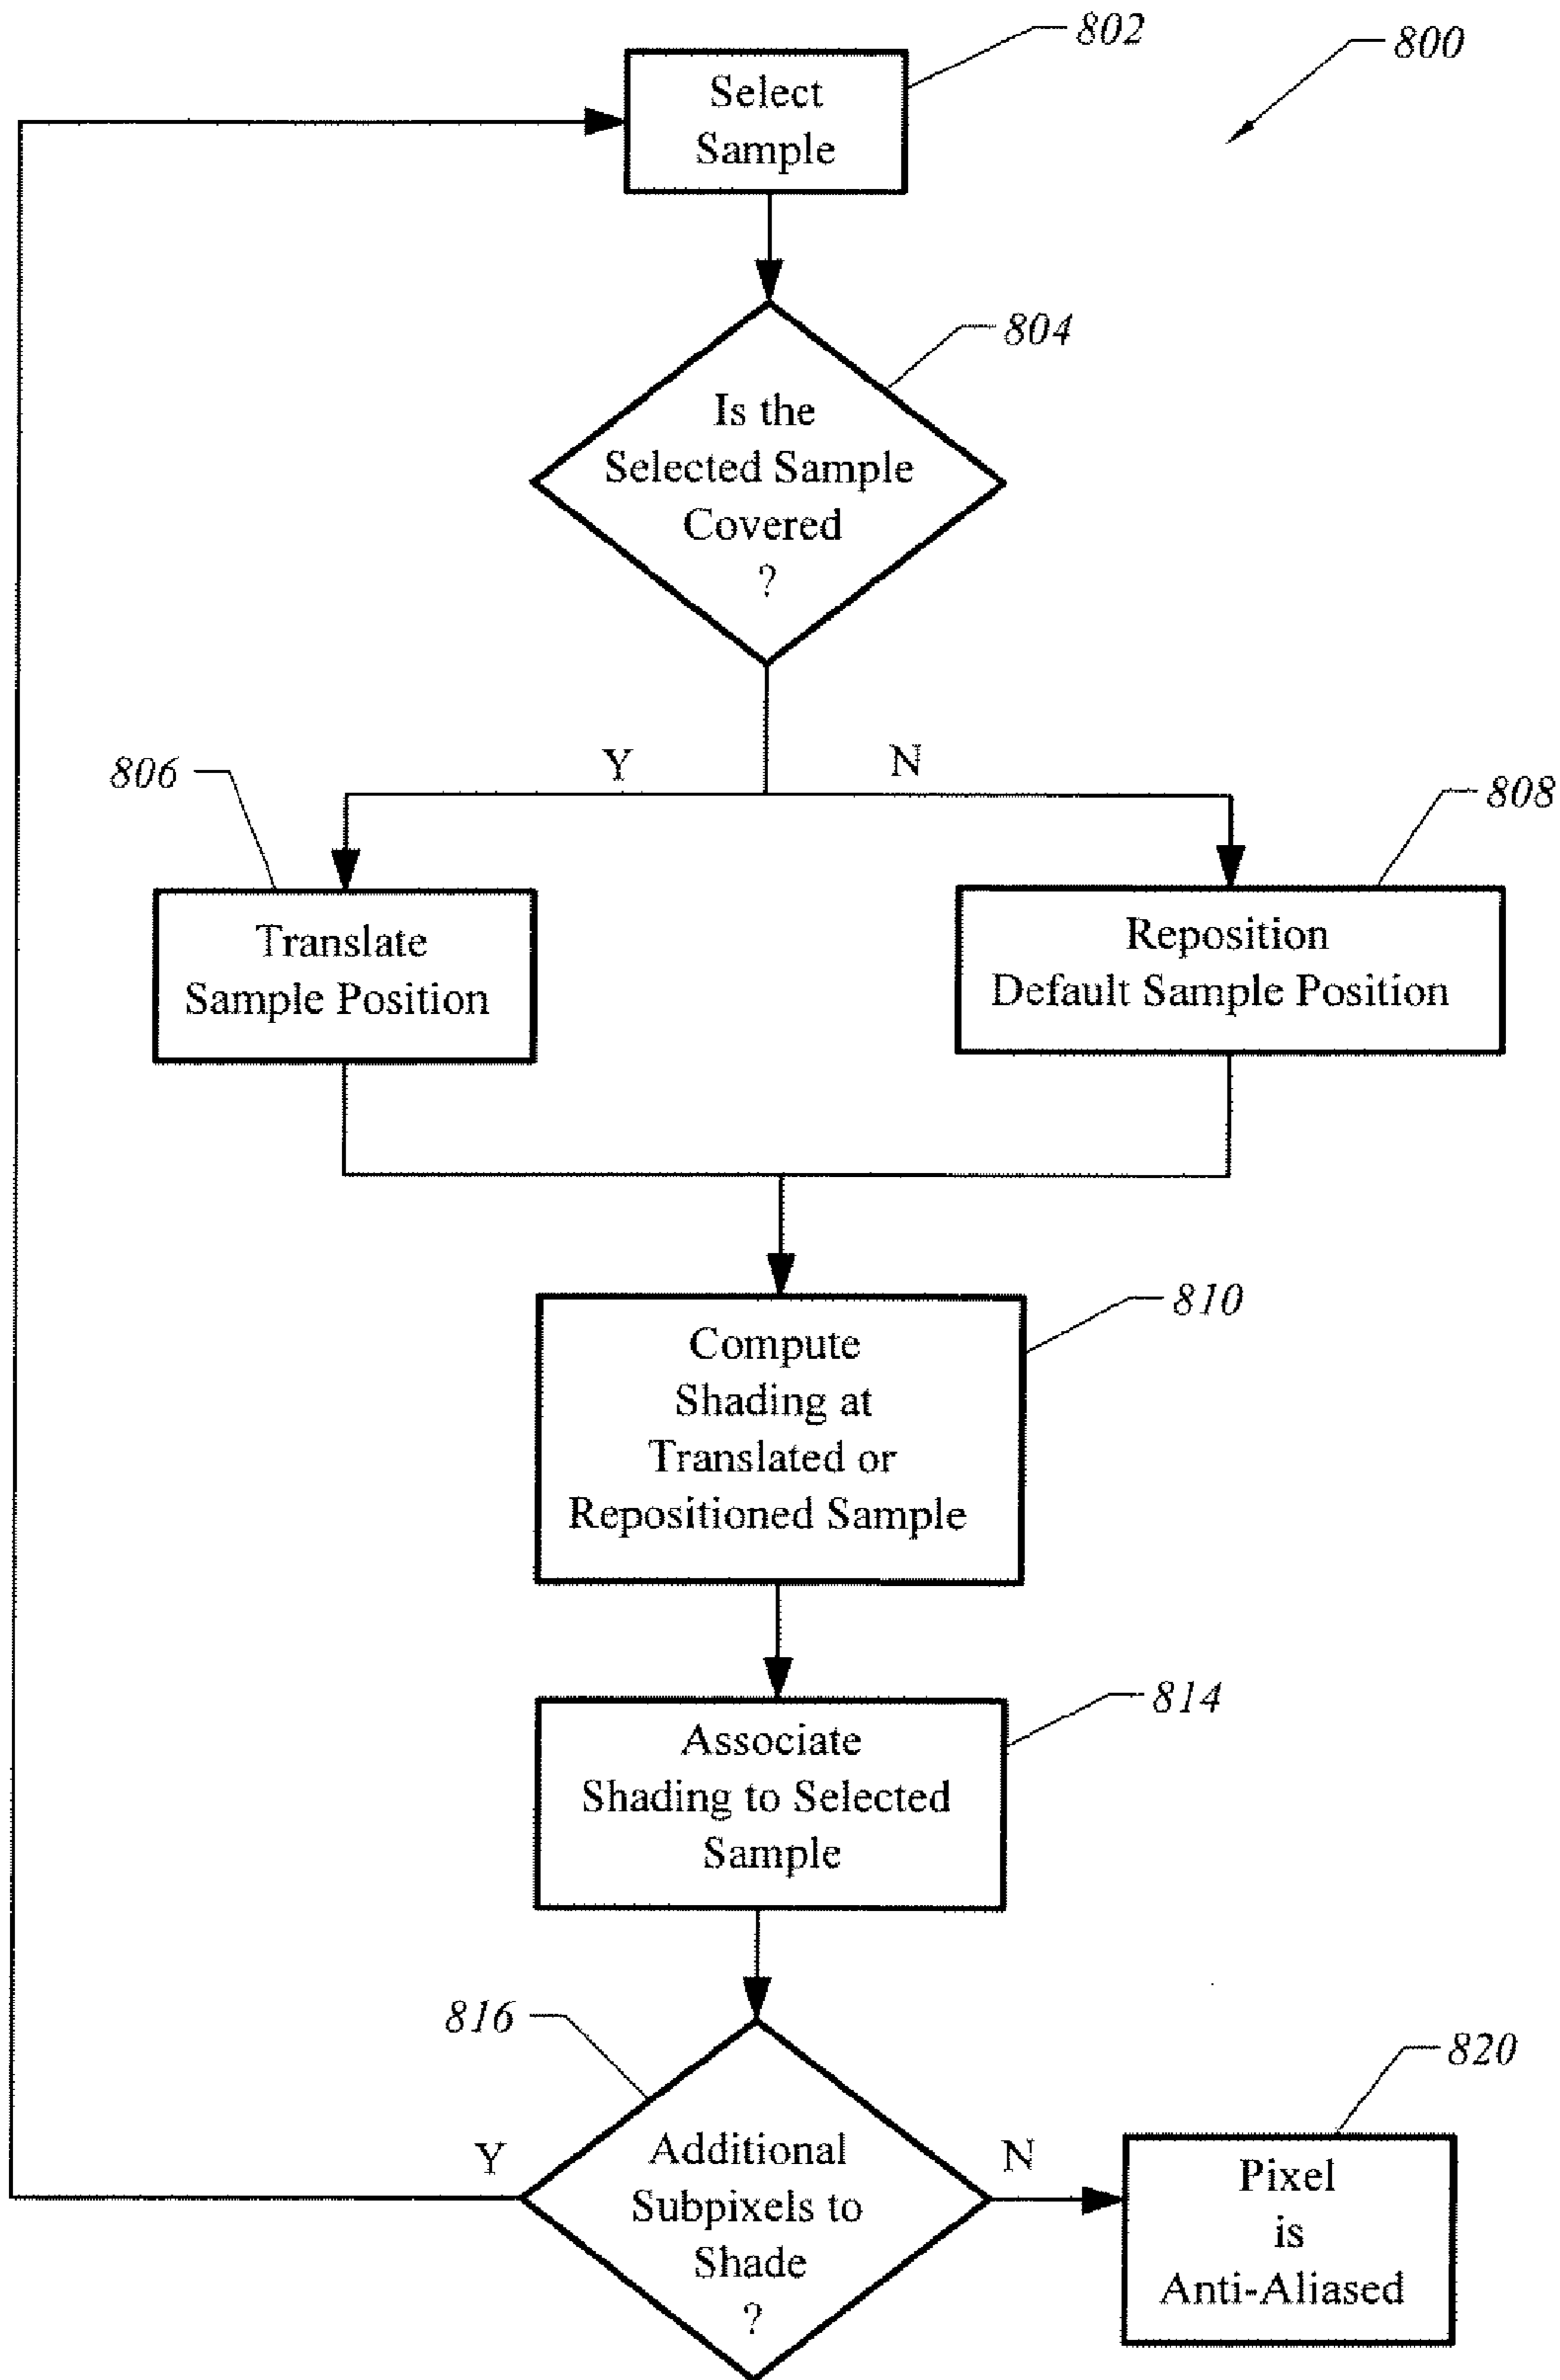 802
800
Select
Sample
804
Is the
Selected Sample
Covered
?
Y
N
806
808
Translate
Sample Position
Reposition
Default Sample Position
810
Compute
Shading at
Translated or
Repositioned Sample
814
Associate
Shading to Selected
Sample
816
820
Y
N
Additional
Subpixels to
Shade
?
Pixel
is
Anti-Aliased